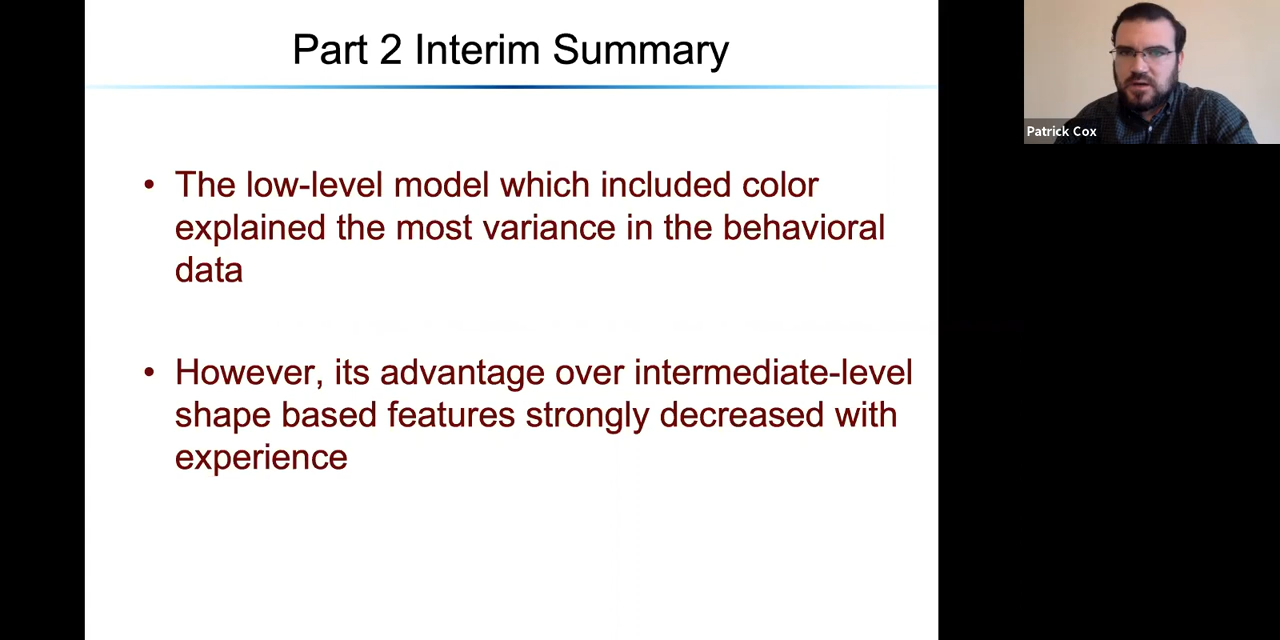 Part 2 Interim Summary
• The low-level model which included color
explained the most variance in the behavioral
data
• However, its advantage over intermediate-level
shape based features strongly decreased with
experience
Patrick Cox